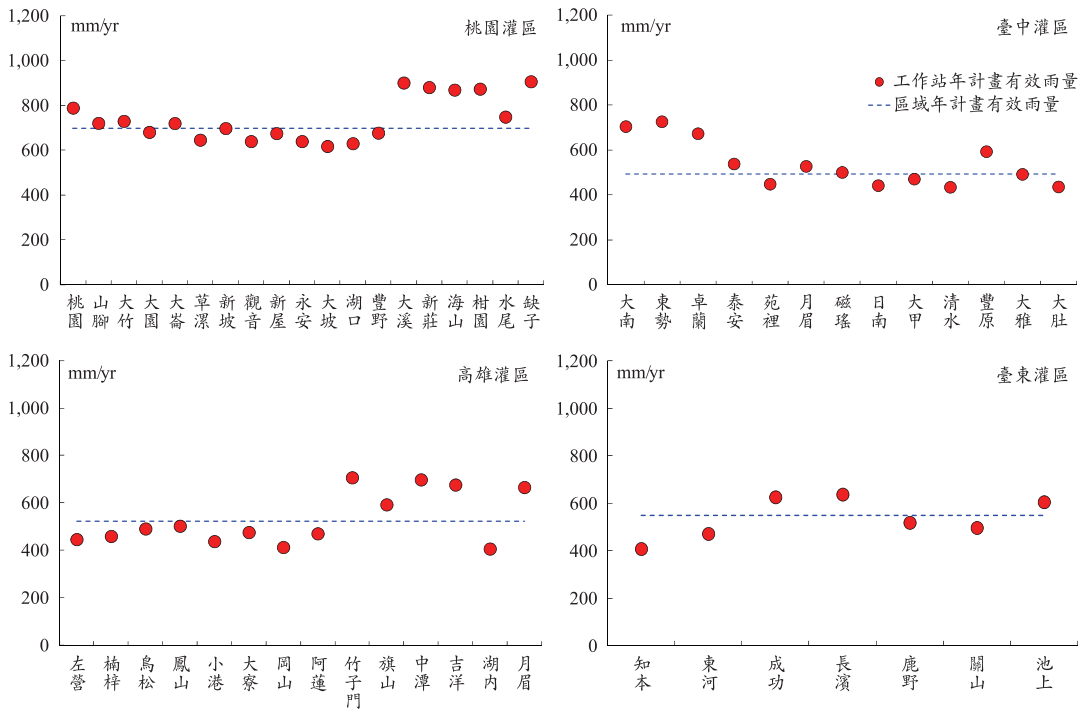 桃園灌區
mm/yr
1,200
1,000
800
600
400
200
0
桃園
山腳
大竹
大園
大崙
草漯
新坡
觀音
新屋
永安
大坡
湖口
豐野
大溪
新莊
海山
柑園
水尾
缺子
臺中灌區
mm/yr
工作站年計畫有效雨量
區域年計畫有效雨量
1,200
1,000
800
600
400
200
0
大南
東勢
卓蘭
泰安
苑裡
月眉
磁瑤
日南
大甲
清水
豐原
大雅
大肚
高雄灌區
mm/yr
1,200
1,000
800
600
400
200
0
左營
楠梓
鳥松
鳳山
小港
大寮
岡山
阿蓮
竹子門
旗山
中潭
吉洋
湖內
月眉
臺東灌區
mm/yr
1,200
1,000
800
600
400
200
0
知本
東河
成功
長濱
鹿野
關山
池上